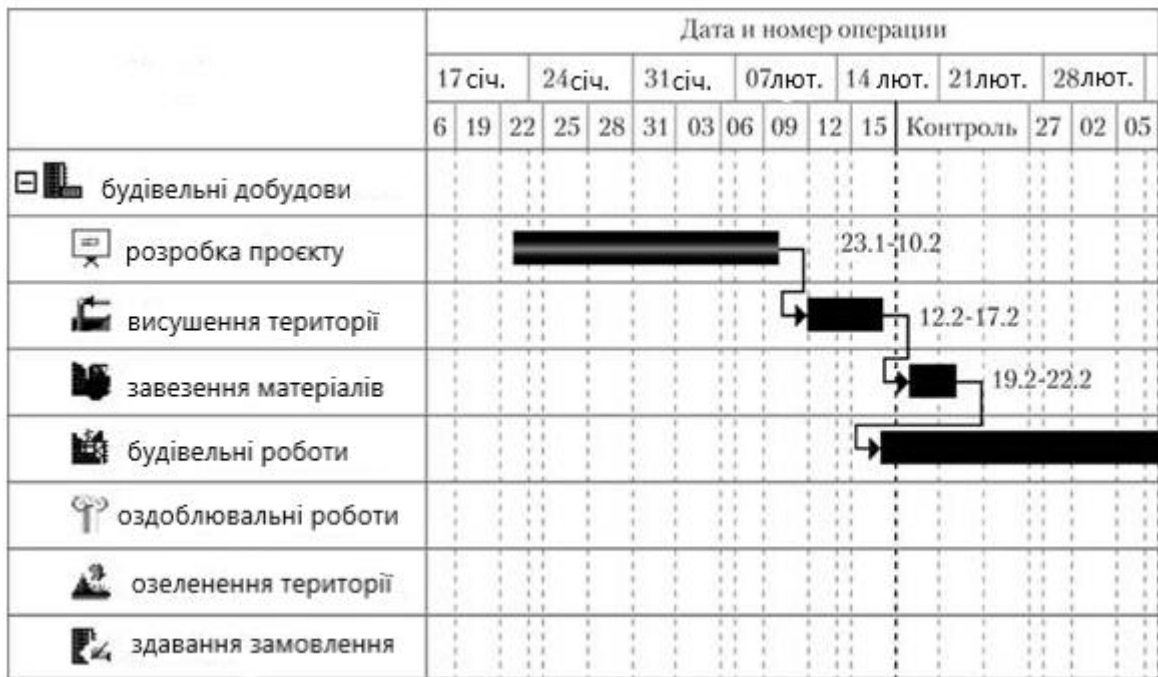 Дата и номер операции
17 січ. 24січ. 31січ. 07лют. 14 лют. 21лют. 28лют.
6 19 22 25 28 31 03 06 09 12 15 Контроль 27 02 05
будівельні добудови
розробка проєкту 23.1-10.2
висушення території 12.2-17.2
завезення матеріалів 19.2-22.2
будівельні роботи
оздоблювальні роботи
озеленення території
здавання замовлення